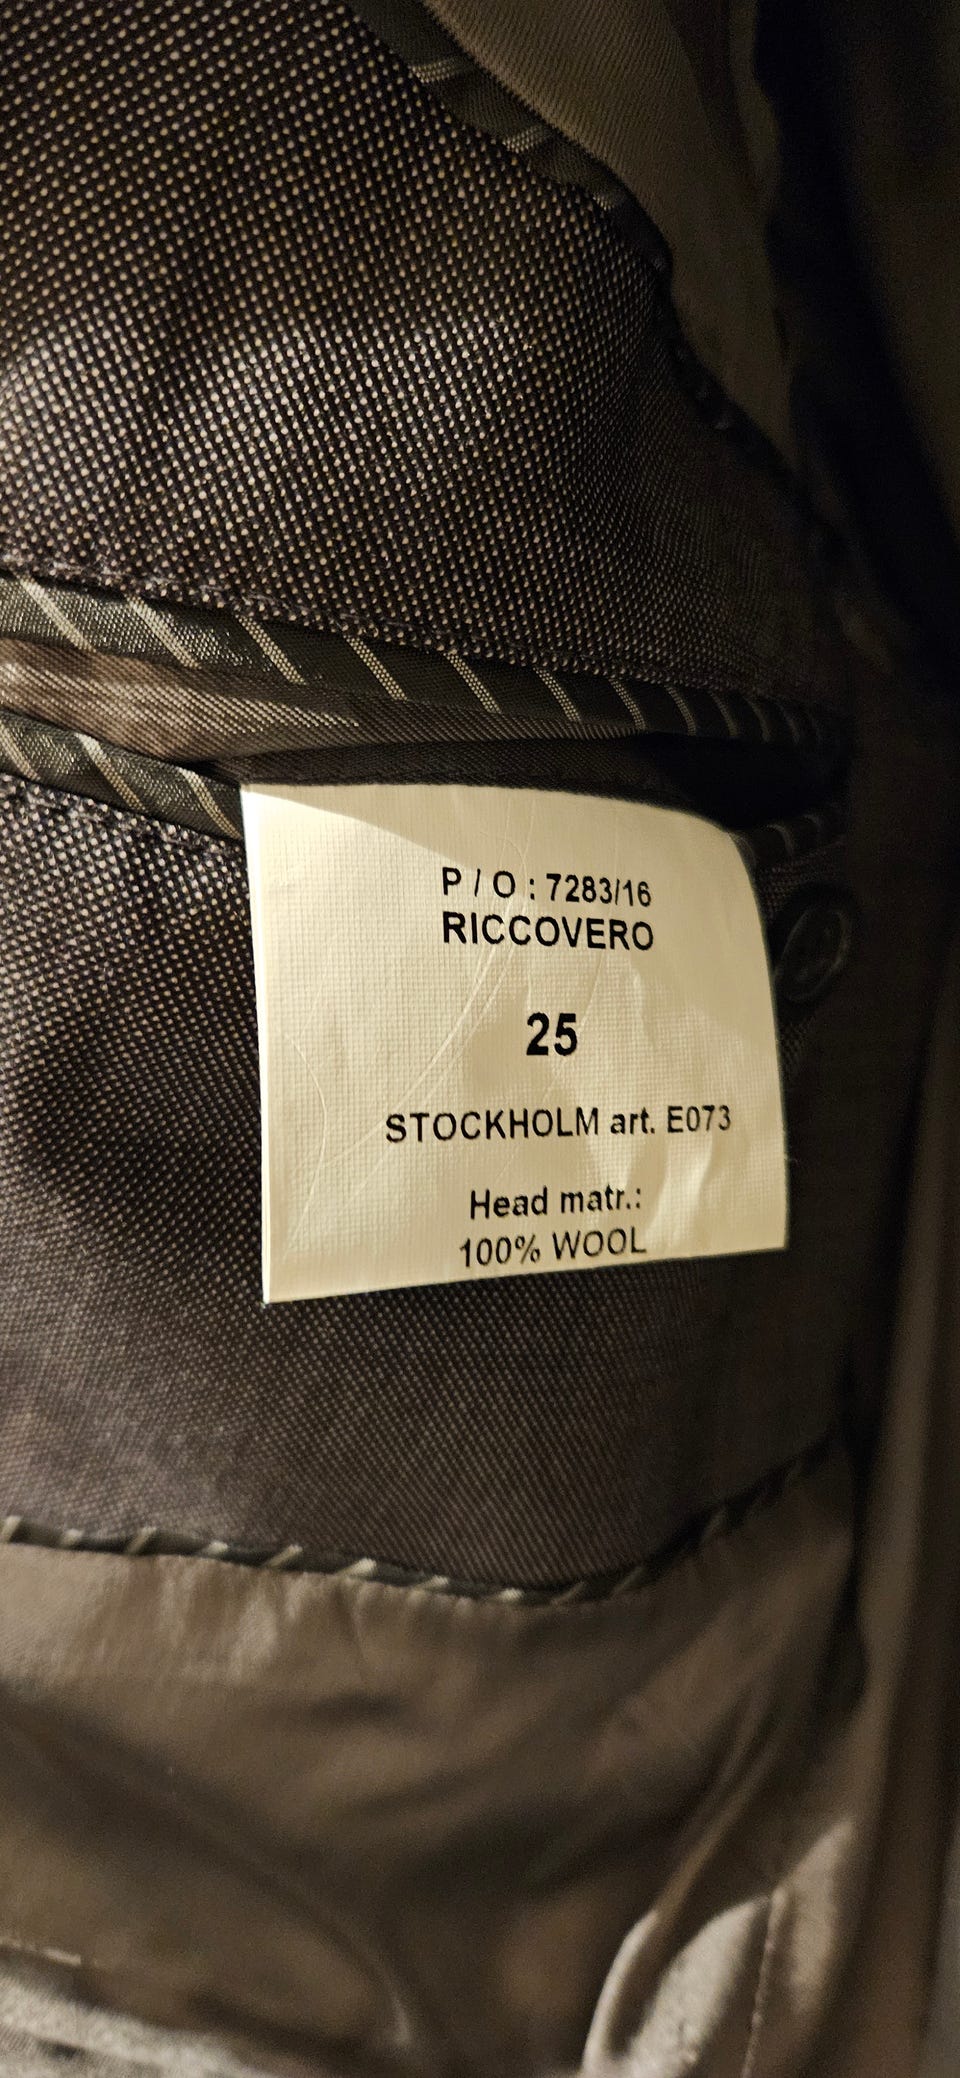 P / O : 7283/16
RICCOVERO
25
STOCKHOLM art. E073
Head matr.:
100% WOOL